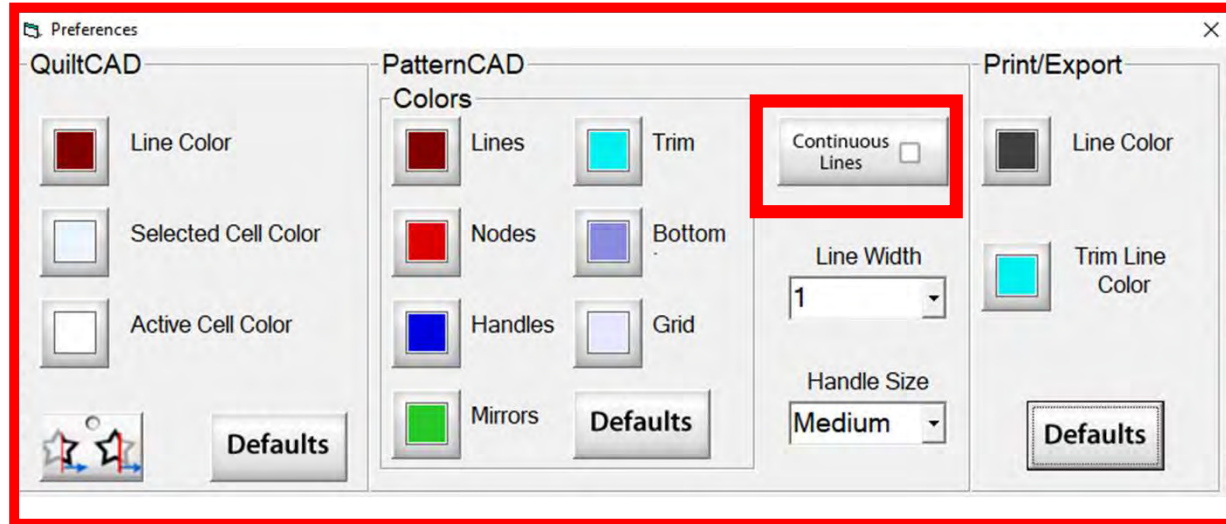 Preferences
QuiltCAD
Line Color
Selected Cell Color
Active Cell Color
Defaults
PatternCAD
Colors
Lines
Trim
Nodes
Bottom
Handles
Grid
Mirrors
Defaults
Continuous
Lines
Line Width
1
Handle Size
Medium
Print/Export
Line Color
Trim Line
Color
Defaults